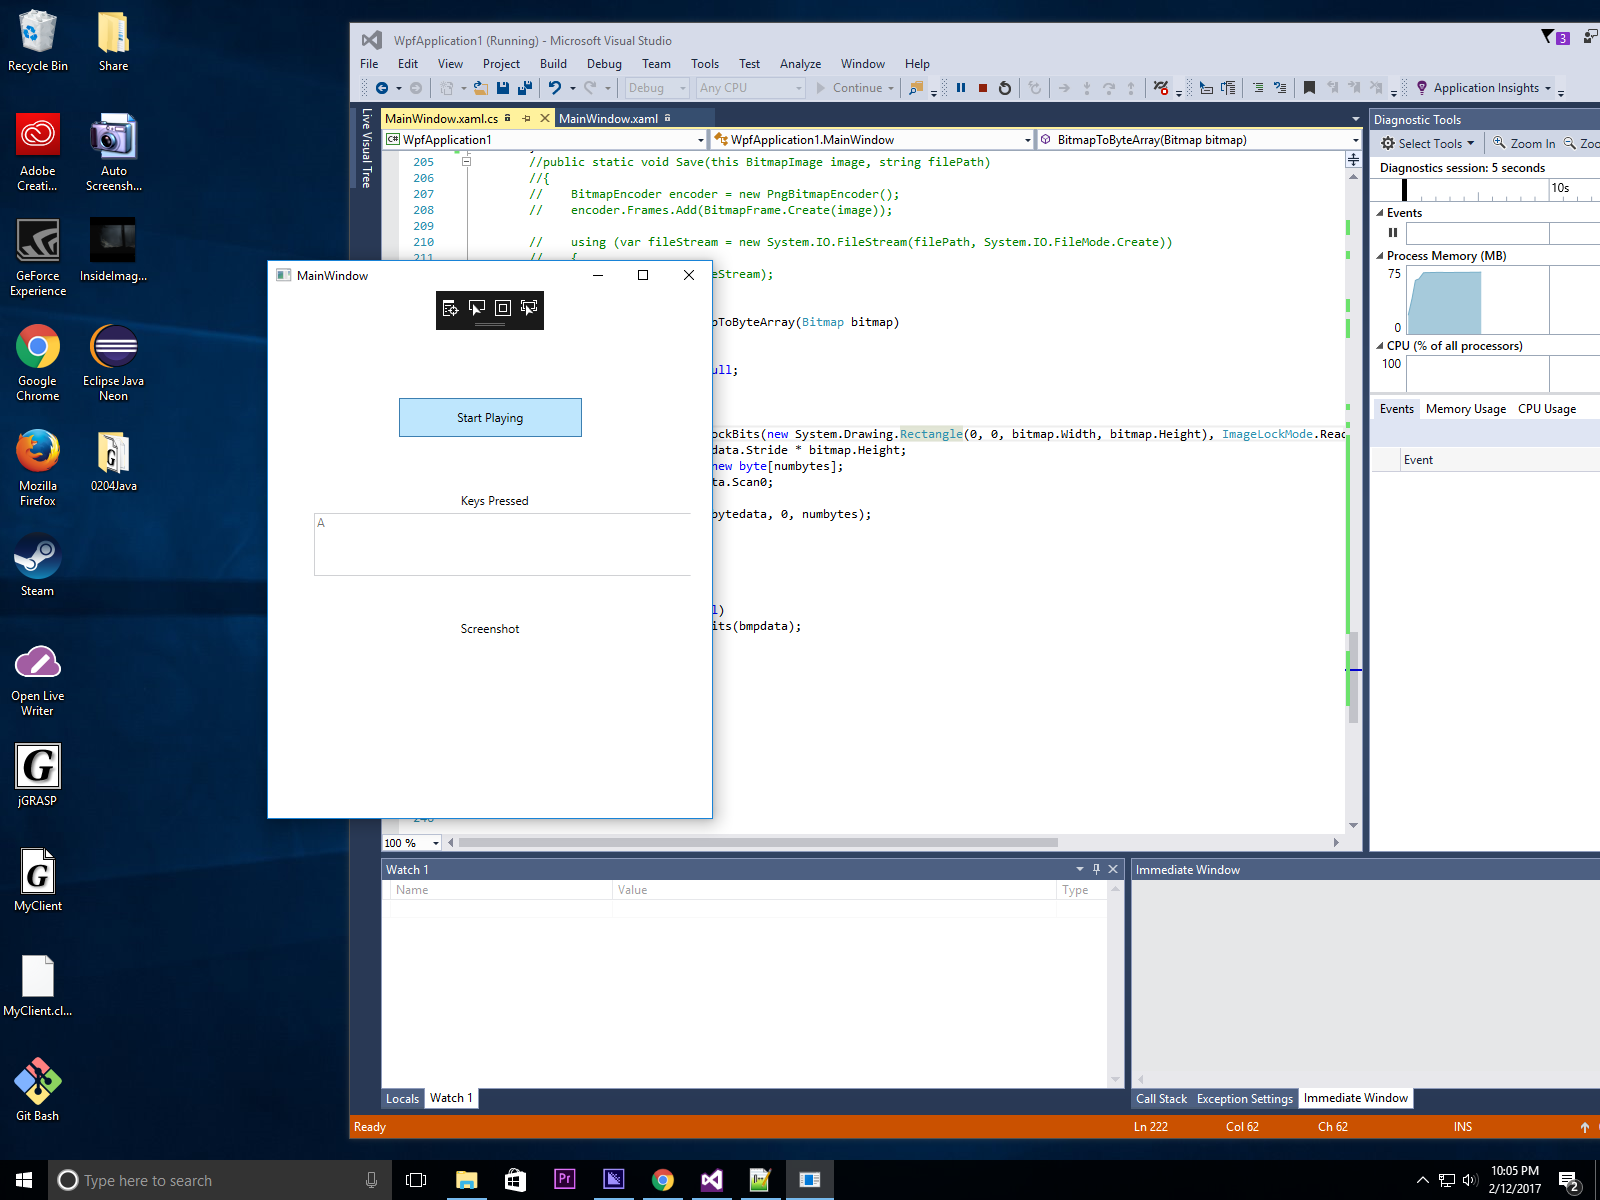 Recycle Bin
Share
Adobe Creati...
Auto Screensh...
GeForce Experience
InsideImag...
Google Chrome
Eclipse Java Neon
Mozilla Firefox
0204Java
Steam
Open Live Writer
jGRASP
MyClient
MyClient.cl...
Git Bash
WpfApplication1 (Running) - Microsoft Visual Studio
3
File Edit View Project Build Debug Team Tools Test Analyze Window Help
Debug Any CPU Continue Application Insights
Live Visual Tree
MainWindow.xaml.cs MainWindow.xaml
WpfApplication1 WpfApplication1.MainWindow BitmapToByteArray(Bitmap bitmap)
205 //public static void Save(this BitmapImage image, string filePath)
206 //{
207 // BitmapEncoder encoder = new PngBitmapEncoder();
208 // encoder.Frames.Add(BitmapFrame.Create(image));
209
210 // using (var fileStream = new System.IO.FileStream(filePath, System.IO.FileMode.Create))
211 // {
eStream);
oToByteArray(Bitmap bitmap)
ull;
ockBits(new System.Drawing.Rectangle(0, 0, bitmap.Width, bitmap.Height), ImageLockMode.Reac
data.Stride * bitmap.Height;
new byte[numbytes];
ta.Scan0;
bytedata, 0, numbytes);
l)
its(bmpdata);
100 %
MainWindow
Start Playing
Keys Pressed
A
Screenshot
Diagnostic Tools
Select Tools Zoom In Zoo
Diagnostics session: 5 seconds
10s
Events
Process Memory (MB)
75
0
CPU (% of all processors)
100
Events Memory Usage CPU Usage
Event
Watch 1
Name Value Type
Locals Watch 1
Immediate Window
Call Stack Exception Settings Immediate Window
Ready Ln 222 Col 62 Ch 62 INS
Type here to search
Pr
10:05 PM
2/12/2017
2